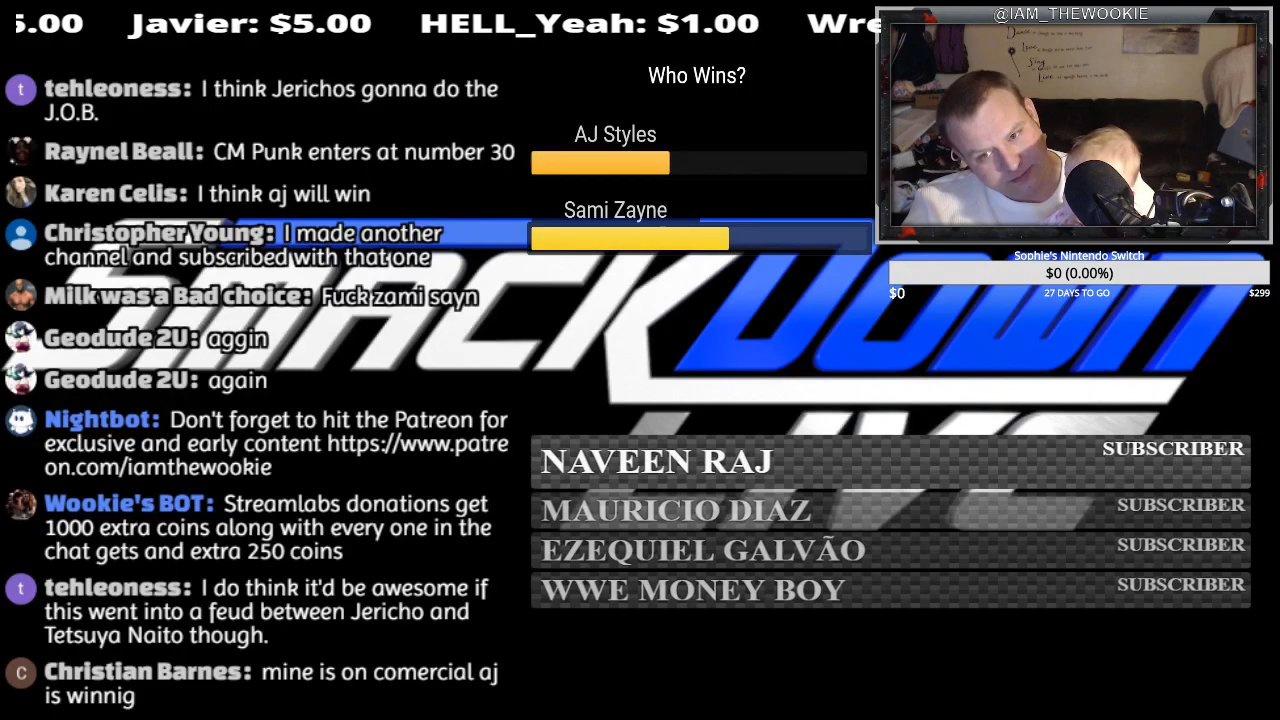 5.00 Javier: $5.00 HELL_Yeah: $1.00 Wre
@IAM_THEWOOKIE
tehleoness: I think Jerichos gonna do the
J.O.B.
Raynel Beall: CM Punk enters at number 30
Karen Celis: I think aj will win
Christopher Young: I made another
channel and subscribed with that one
Milk was a Bad choice: Fuck zami sayn
Geodude 2U: aggin
Geodude 2U: again
Nightbot: Don't forget to hit the Patreon for
exclusive and early content https://www.patre
on.com/iamthewookie
Wookie's BOT: Streamlabs donations get
1000 extra coins along with every one in the
chat gets and extra 250 coins
tehleoness: I do think it'd be awesome if
this went into a feud between Jericho and
Tetsuya Naito though.
Christian Barnes: mine is on comercial aj
is winnig
Who Wins?
AJ Styles
Sami Zayne
SMACKDOWN
LIVE
Sophie's Nintendo Switch
$0 (0.00%)
$0 27 DAYS TO GO $299
NAVEEN RAJ SUBSCRIBER
MAURICIO DIAZ SUBSCRIBER
EZEQUIEL GALVÃO SUBSCRIBER
WWE MONEY BOY SUBSCRIBER